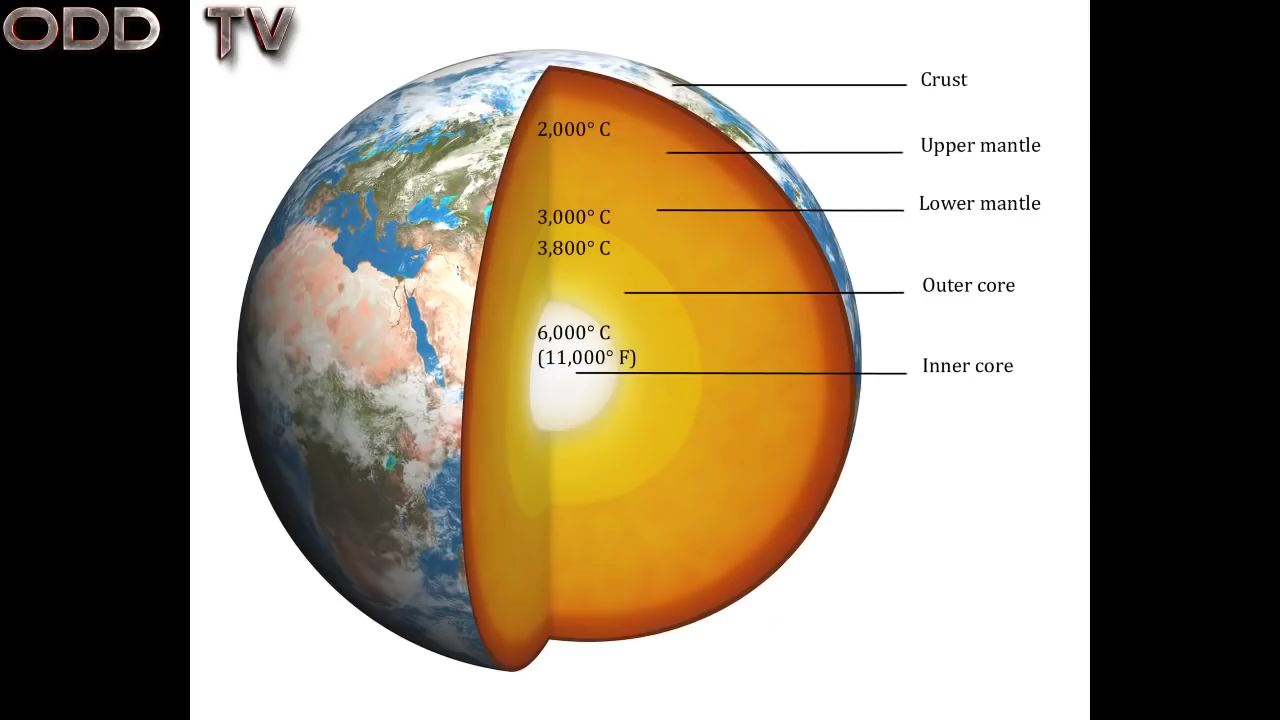 ODD TV
Crust
2,000° C
Upper mantle
Lower mantle
3,000° C
3,800° C
Outer core
6,000° C
(11,000° F)
Inner core